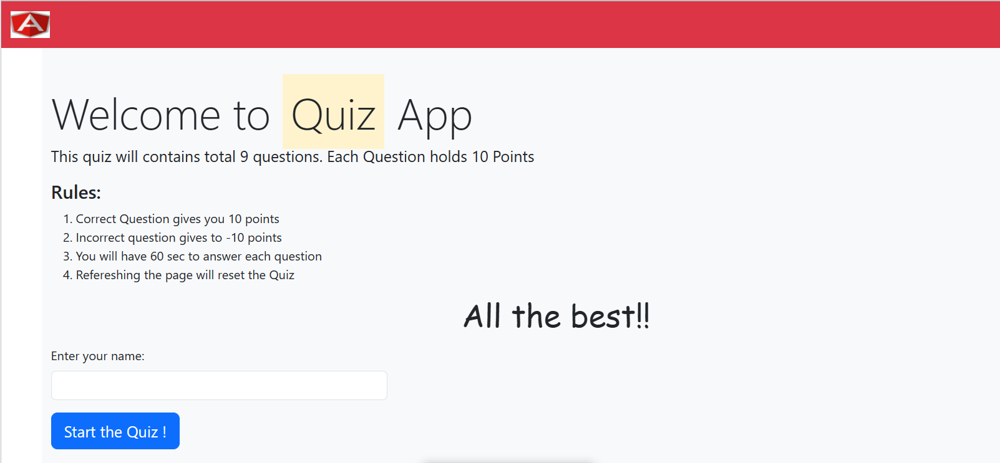 Welcome to Quiz App
This quiz will contains total 9 questions. Each Question holds 10 Points
Rules:
1. Correct Question gives you 10 points
2. Incorrect question gives to -10 points
3. You will have 60 sec to answer each question
4. Refereshing the page will reset the Quiz
All the best!!
Enter your name:
Start the Quiz !